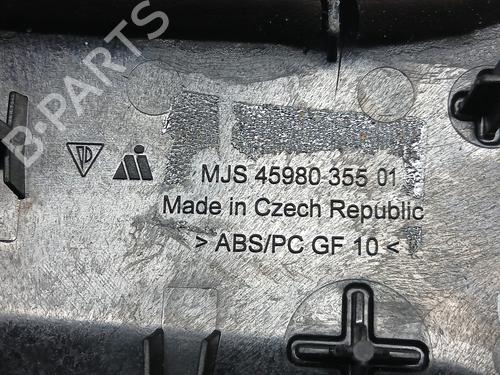 B-PARTS
MJS 45980 355 01
Made in Czech Republic
> ABS/PC GF 10 <